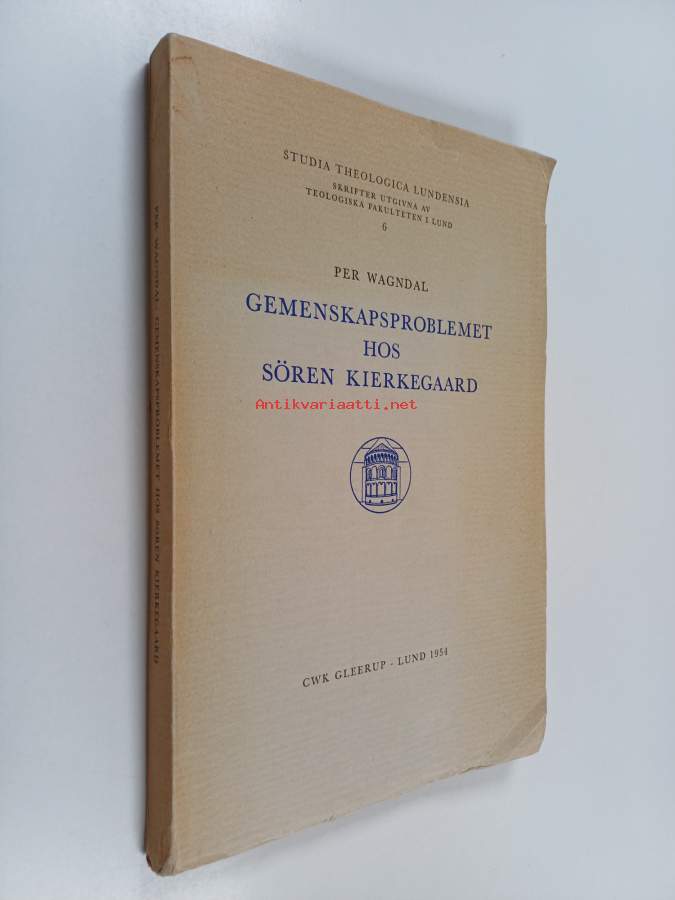 STUDIA THEOLOGICA LUNDENSIA
SKRIFTER UTGIVNA AV
TEOLOGISKA FAKULTETEN I LUND
6
PER WAGNDAL
GEMENSKAPSPROBLEMET
HOS
SÖREN KIERKEGAARD
Antikvariaatti.net
CWK GLEERUP - LUND 1954
PER WAGNDAL, GEMENSKAPSPROBLEMET HOS SÖREN KIERKEGAARD